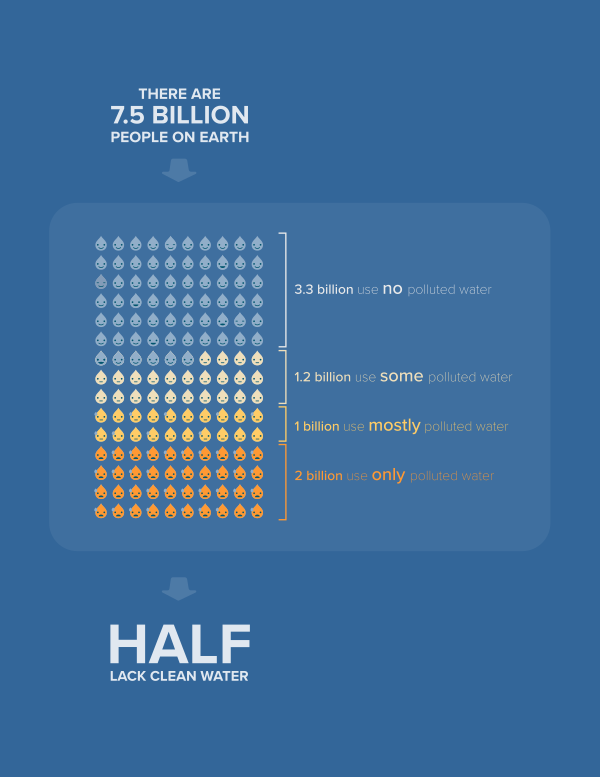 THERE ARE
7.5 BILLION
PEOPLE ON EARTH
3.3 billion use no polluted water
1.2 billion use some polluted water
1 billion use mostly polluted water
2 billion use only polluted water
HALF
LACK CLEAN WATER